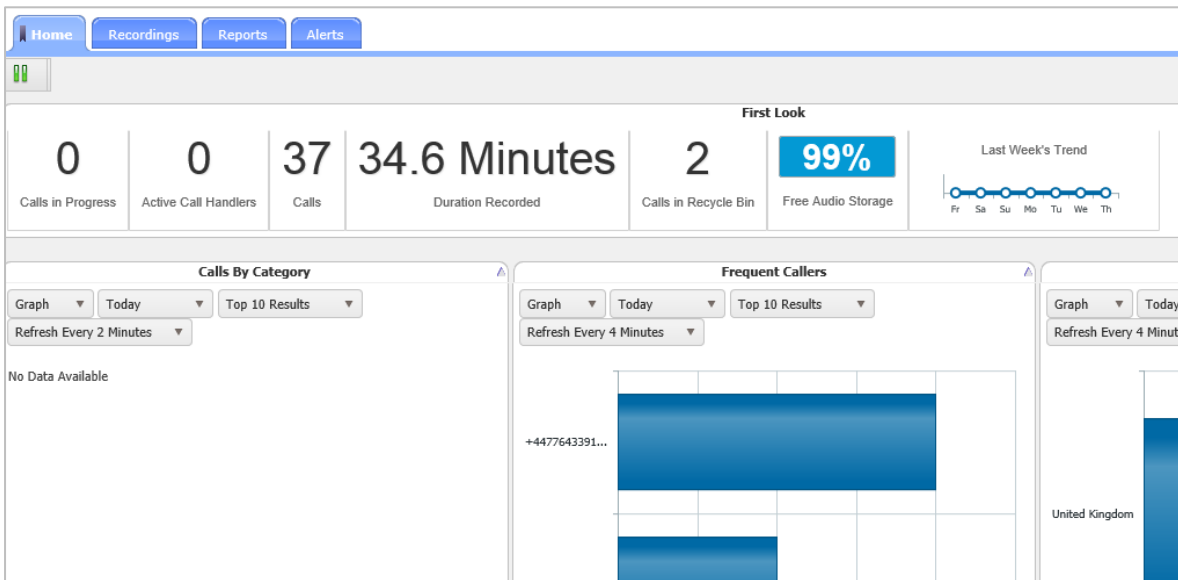 Home Recordings Reports Alerts
First Look
0 0 37 34.6 Minutes 2 99%
Last Week's Trend
Calls in Progress Active Call Handlers Calls Duration Recorded Calls in Recycle Bin Free Audio Storage
Fr Sa Su Mo Tu We Th
Calls By Category
Graph Today Top 10 Results
Refresh Every 2 Minutes
No Data Available
Frequent Callers
Graph Today Top 10 Results
Refresh Every 4 Minutes
+4477643391...
Graph Today
Refresh Every 4 Minut
United Kingdom